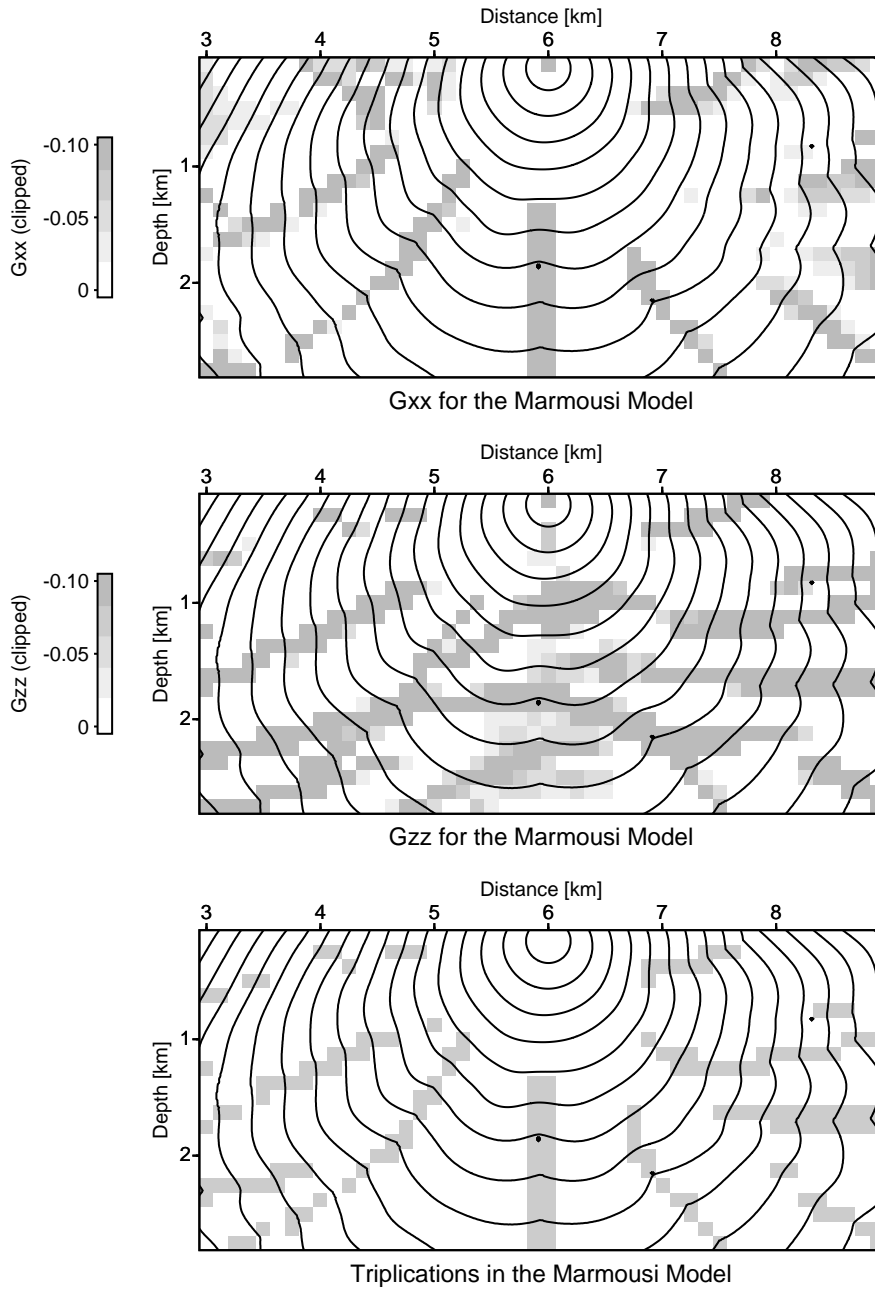 Distance [km]
3 4 5 6 7 8
Gxx (clipped)
-0.10
-0.05
0
Depth [km]
1
2
Gxx for the Marmousi Model
Distance [km]
3 4 5 6 7 8
Gzz (clipped)
-0.10
-0.05
0
Depth [km]
1
2
Gzz for the Marmousi Model
Distance [km]
3 4 5 6 7 8
Depth [km]
1
2
Triplications in the Marmousi Model